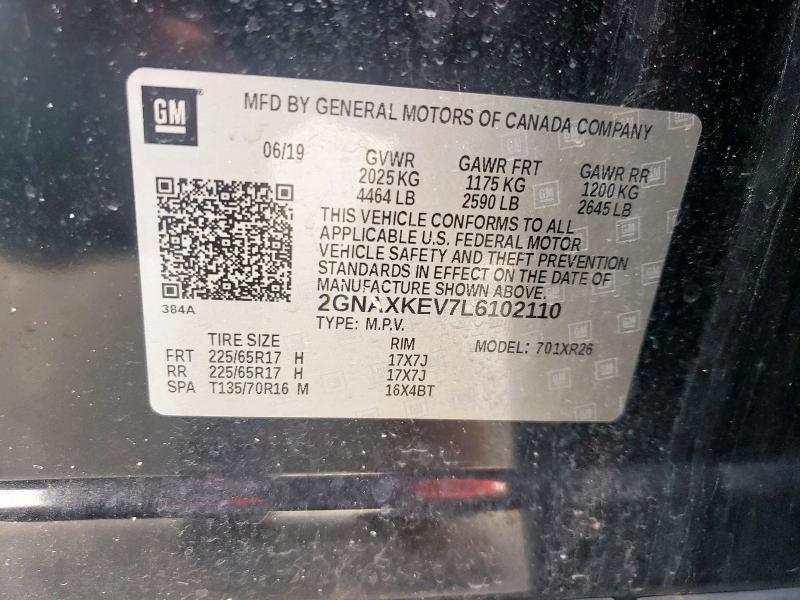 GM
MFD BY GENERAL MOTORS OF CANADA COMPANY
06/19 GVWR GAWR FRT GAWR RR
2025 KG 1175 KG 1200 KG
4464 LB 2590 LB 2645 LB
THIS VEHICLE CONFORMS TO ALL
APPLICABLE U.S. FEDERAL MOTOR
VEHICLE SAFETY AND THEFT PREVENTION
STANDARDS IN EFFECT ON THE DATE OF
MANUFACTURE SHOWN ABOVE.
384A
2GNAXKEV7L6102110
TYPE: M.P.V.
TIRE SIZE RIM MODEL: 701XR26
FRT 225/65R17 H 17X7J
RR 225/65R17 H 17X7J
SPA T135/70R16 M 16X4BT